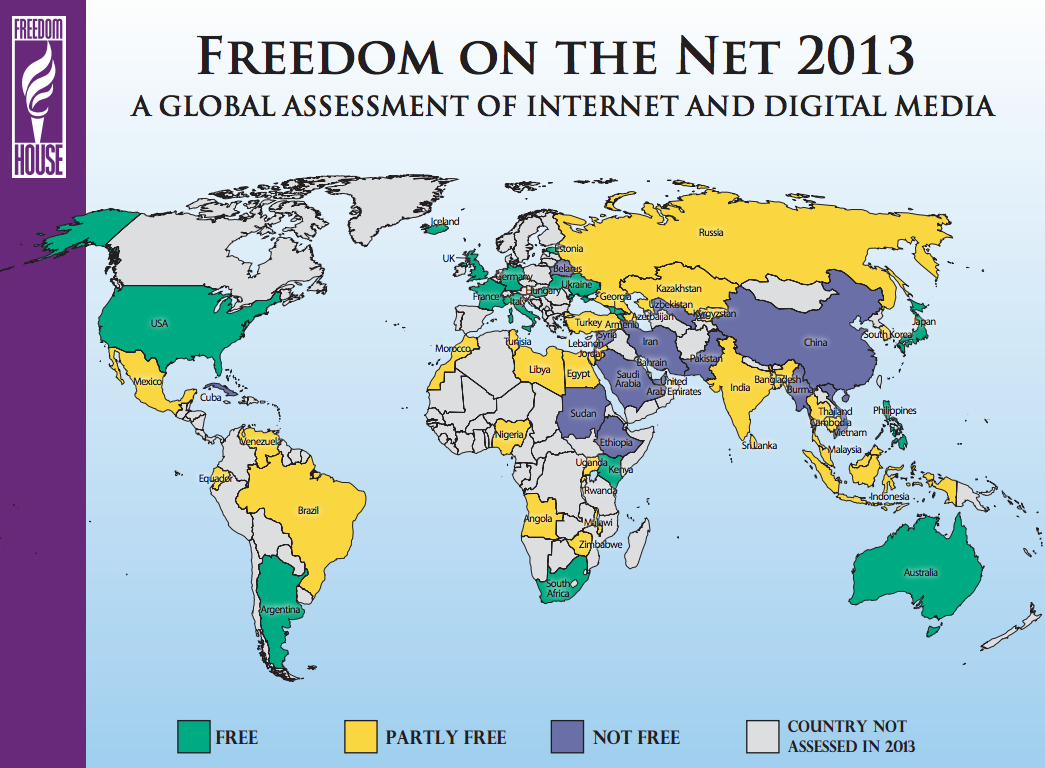 FREEDOM
HOUSE
FREEDOM ON THE NET 2013
A GLOBAL ASSESSMENT OF INTERNET AND DIGITAL MEDIA
Iceland
Russia
Estonia
UK
Belarus
Germany
Ukraine
Hungary
France
Italy
Kazakhstan
Georgia
Uzbekistan
Kyrgyzstan
Azerbaijan
Armenia
Turkey
USA
Japan
South Korea
China
Syria
Iran
Lebanon
Jordan
Tunisia
Morocco
Pakistan
Bahrain
Libya
Egypt
Saudi
Arabia
United
Arab Emirates
Mexico
Cuba
India
Bangladesh
Burma
Sudan
Thailand
Cambodia
Vietnam
Philippines
Venezuela
Nigeria
Ethiopia
Sri Lanka
Malaysia
Uganda
Kenya
Equador
Rwanda
Indonesia
Brazil
Angola
Malawi
Zimbabwe
Australia
South
Africa
Argentina
FREE
PARTLY FREE
NOT FREE
COUNTRY NOT
ASSESSED IN 2013